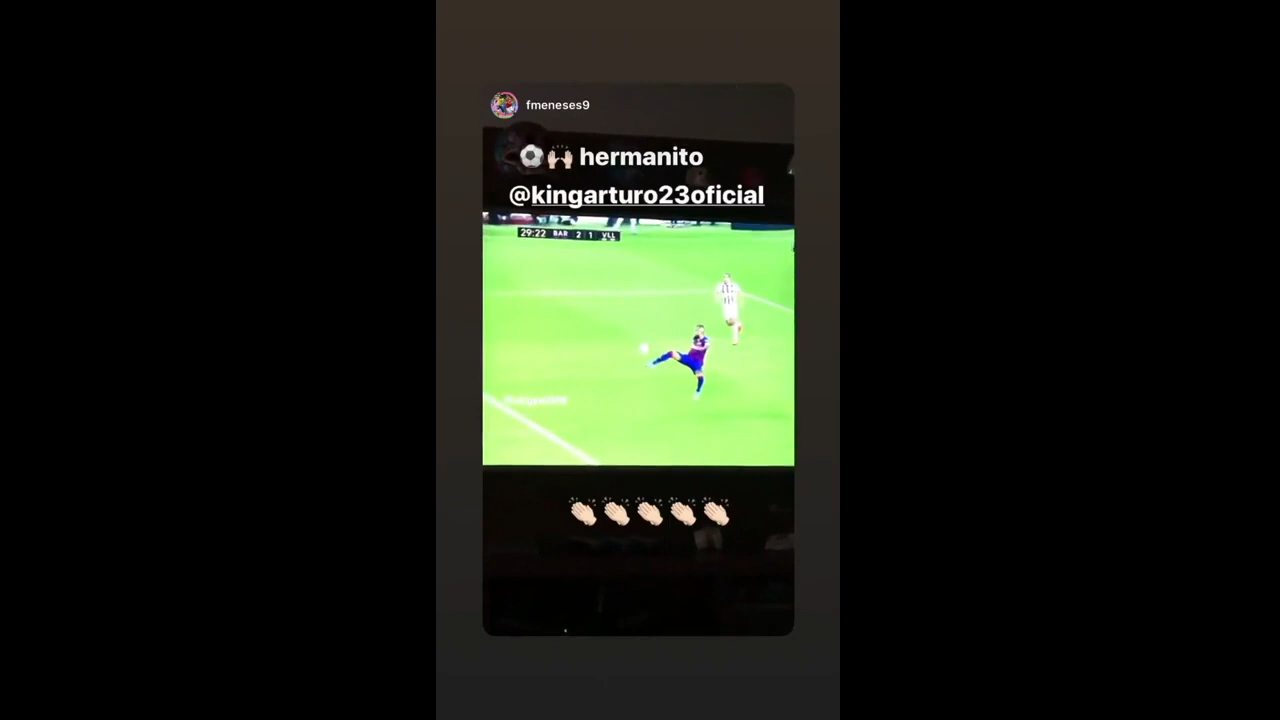 fmeneses9
⚽🙌🏻 hermanito
@kingarturo23oficial
29:22 BAR 2 1 VLL
👏🏻👏🏻👏🏻👏🏻👏🏻